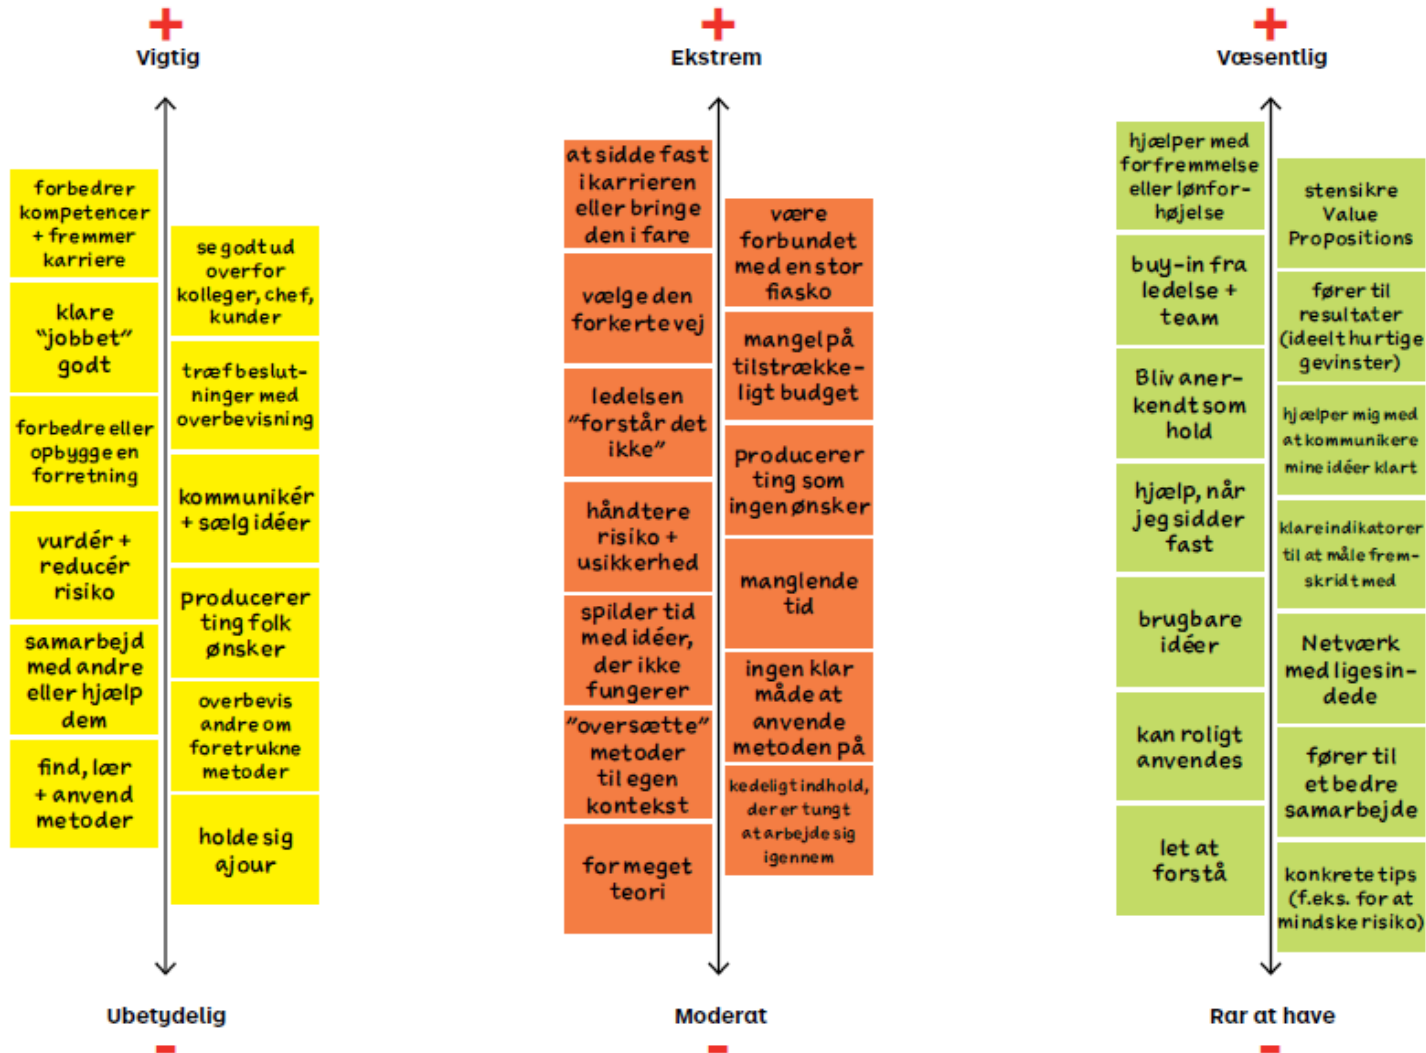 +
Vigtig
forbedrer
kompetencer
+ fremmer
karriere
klare
"jobbet"
godt
forbedre eller
opbygge en
forretning
vurdér +
reducér
risiko
samarbejd
med andre
eller hjælp
dem
find, lær
+ anvend
metoder
se godt ud
overfor
kolleger, chef,
kunder
træf beslut-
ninger med
overbevisning
kommunikér
+ sælg idéer
producerer
ting folk
ønsker
overbevis
andre om
foretrukne
metoder
holde sig
ajour
Ubetydelig
-
+
Ekstrem
at sidde fast
i karrieren
eller bringe
den i fare
vælge den
forkerte vej
ledelsen
"forstår det
ikke"
håndtere
risiko +
usikkerhed
spilder tid
med idéer,
der ikke
fungerer
"oversætte"
metoder
til egen
kontekst
for meget
teori
være
forbundet
med en stor
fiasko
mangel på
tilstrække-
ligt budget
producerer
ting som
ingen ønsker
manglende
tid
ingen klar
måde at
anvende
metoden på
kedeligt indhold,
der er tungt
at arbejde sig
igennem
Moderat
-
+
Væsentlig
hjælper med
forfremmelse
eller lønfor-
højelse
buy-in fra
ledelse +
team
Bliv aner-
kendt som
hold
hjælp, når
jeg sidder
fast
brugbare
idéer
kan roligt
anvendes
let at
forstå
stensikre
Value
Propositions
fører til
resultater
(ideelt hurtige
gevinster)
hjælper mig med
at kommunikere
mine idéer klart
klare indikatorer
til at måle frem-
skridt med
Netværk
med ligesin-
dede
fører til
et bedre
samarbejde
konkrete tips
(f.eks. for at
mindske risiko)
Rar at have
-